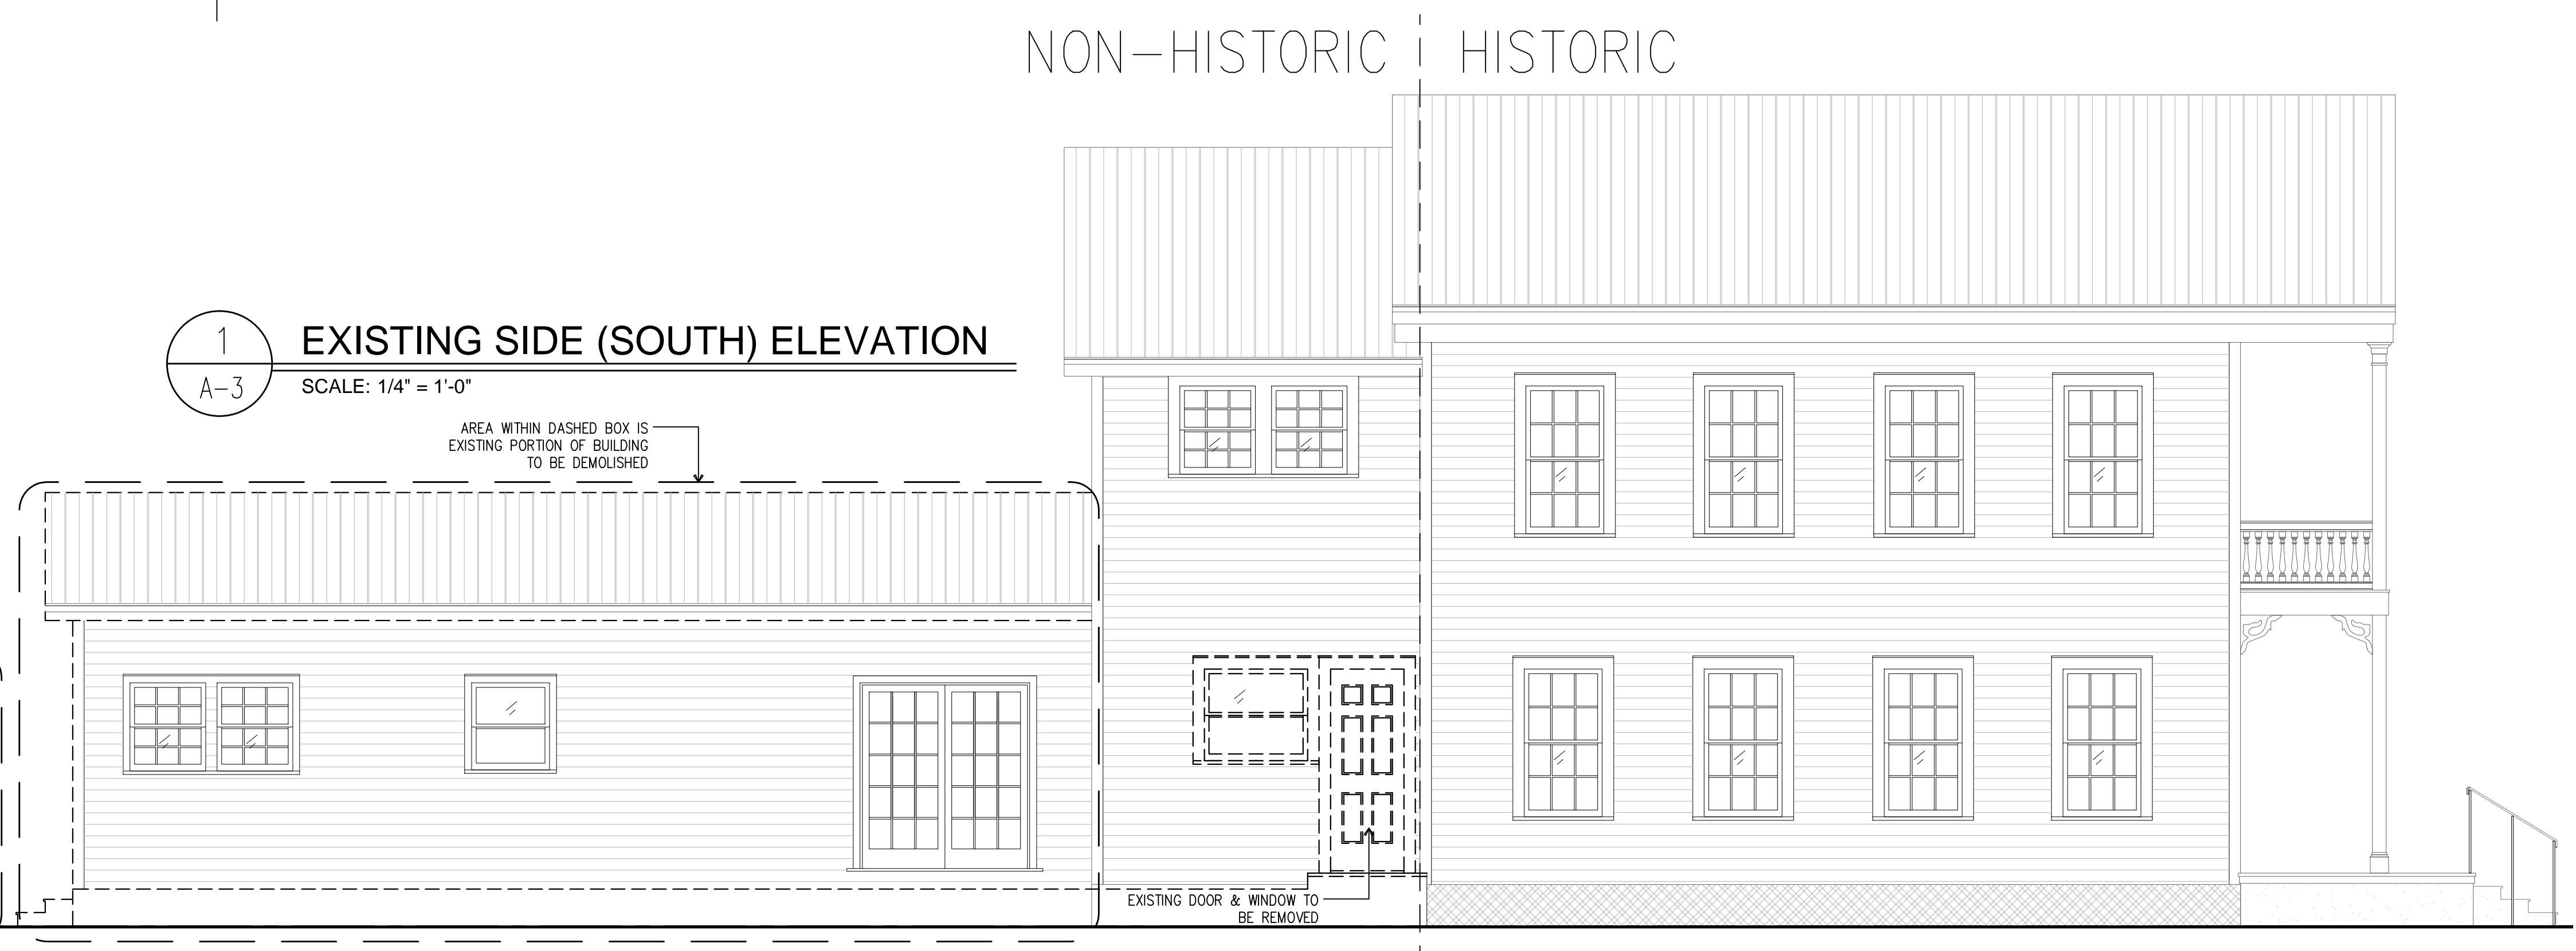 NON-HISTORIC HISTORIC
1
A-3
EXISTING SIDE (SOUTH) ELEVATION
SCALE: 1/4" = 1'-0"
AREA WITHIN DASHED BOX IS
EXISTING PORTION OF BUILDING
TO BE DEMOLISHED
EXISTING DOOR & WINDOW TO
BE REMOVED